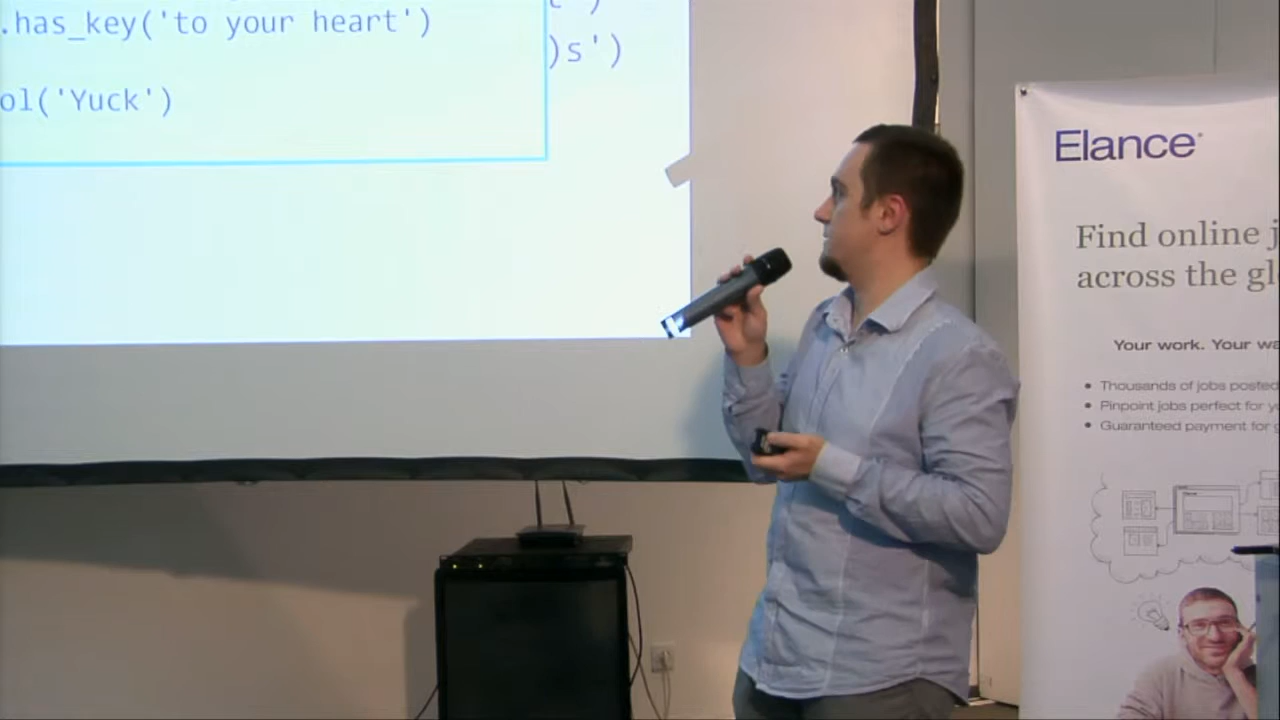 .has_key('to your heart')
)s')
ol('Yuck')
Elance
Find online j
across the gl
Your work. Your wa
• Thousands of jobs posted
• Pinpoint jobs perfect for y
• Guaranteed payment for g